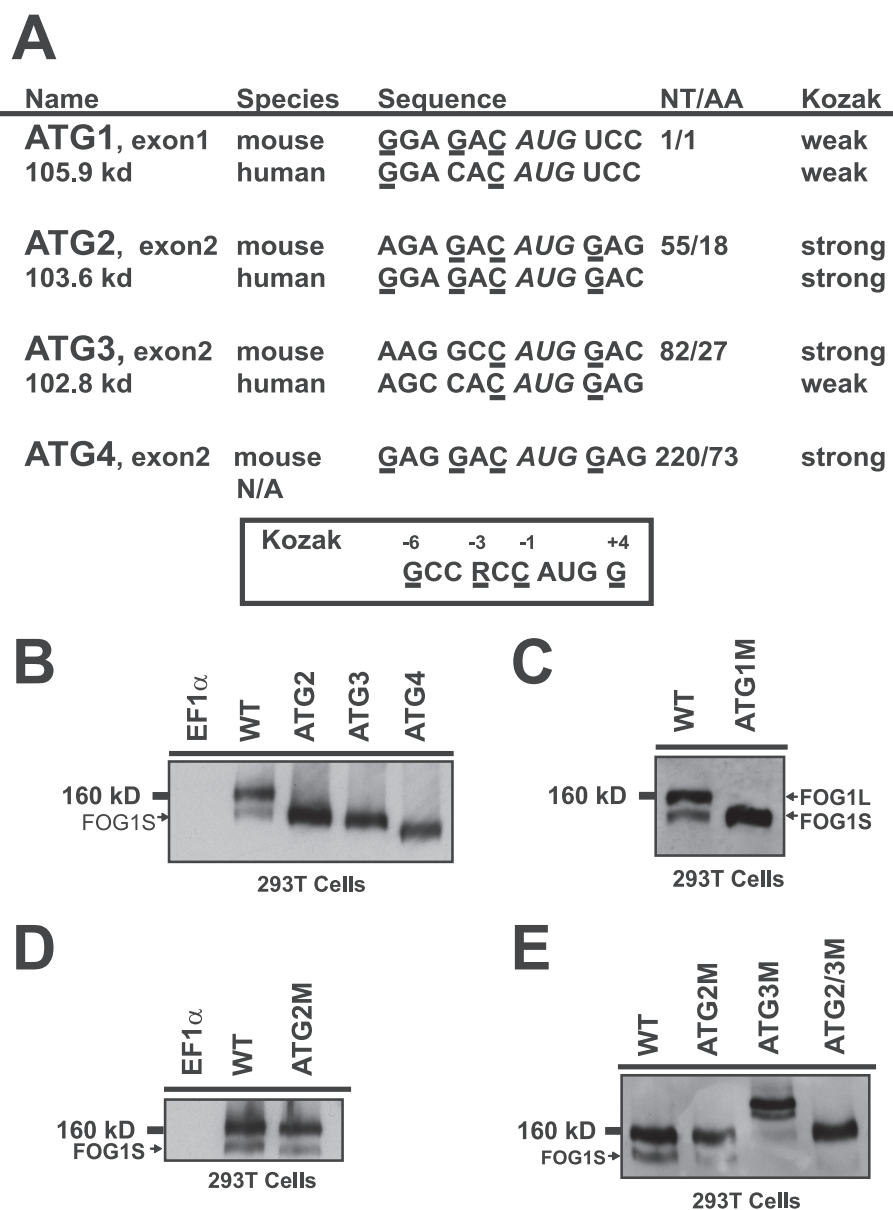 A
Name Species Sequence NT/AA Kozak
ATG1, exon1 mouse GGA GAC AUG UCC 1/1 weak
105.9 kd human GGA CAC AUG UCC weak
ATG2, exon2 mouse AGA GAC AUG GAG 55/18 strong
103.6 kd human GGA GAC AUG GAC strong
ATG3, exon2 mouse AAG GCC AUG GAC 82/27 strong
102.8 kd human AGC CAC AUG GAG weak
ATG4, exon2 mouse GAG GAC AUG GAG 220/73 strong
N/A
Kozak -6 -3 -1 +4
GCC RCC AUG G
B
EF1α WT ATG2 ATG3 ATG4
160 kD
FOG1S
293T Cells
C
WT ATG1M
160 kD FOG1L
FOG1S
293T Cells
D
EF1α WT ATG2M
160 kD
FOG1S
293T Cells
E
WT ATG2M ATG3M ATG2/3M
160 kD
FOG1S
293T Cells